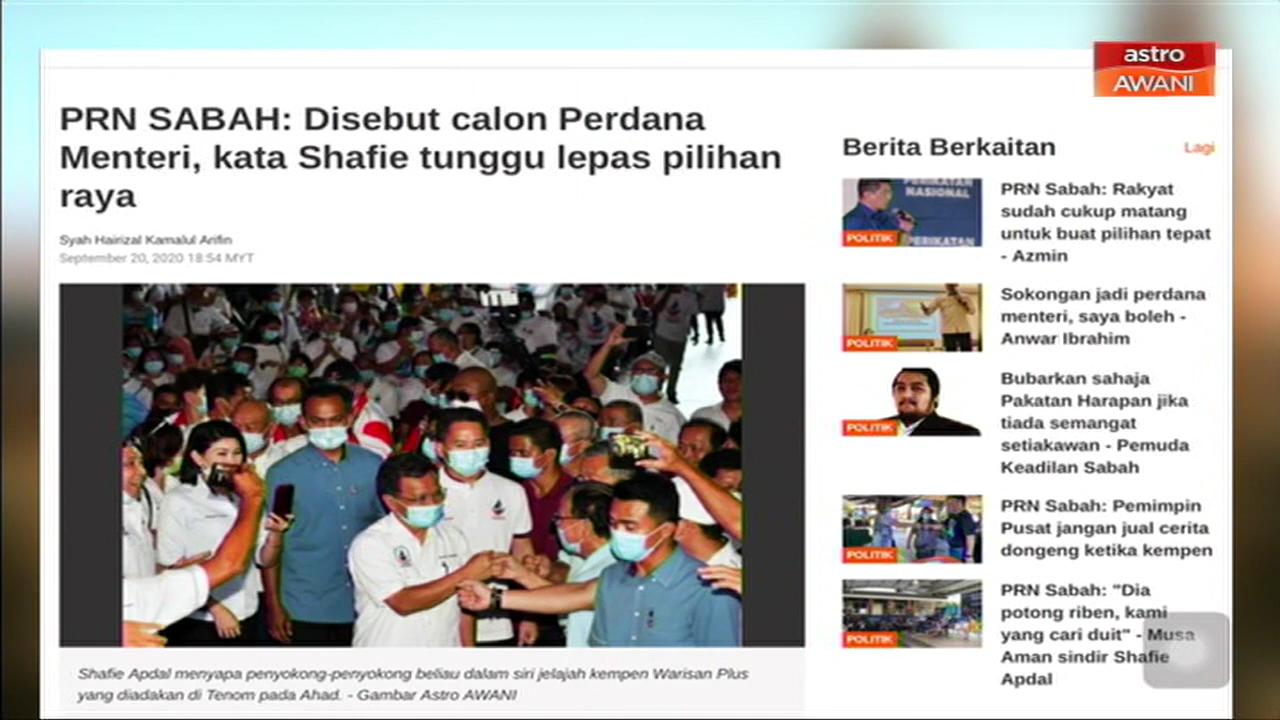 astro
AWANI
PRN SABAH: Disebut calon Perdana
Menteri, kata Shafie tunggu lepas pilihan
raya
Syah Hairizal Kamalul Arifin
September 20, 2020 18:54 MYT
Shafie Apdal menyapa penyokong-penyokong beliau dalam siri jelajah kempen Warisan Plus
yang diadakan di Tenom pada Ahad. - Gambar Astro AWANI
Berita Berkaitan
Lagi
PERIKATAN
NASIONAL
PERIKATAN
POLITIK
PRN Sabah: Rakyat
sudah cukup matang
untuk buat pilihan tepat
- Azmin
POLITIK
Sokongan jadi perdana
menteri, saya boleh -
Anwar Ibrahim
POLITIK
Bubarkan sahaja
Pakatan Harapan jika
tiada semangat
setiakawan - Pemuda
Keadilan Sabah
POLITIK
PRN Sabah: Pemimpin
Pusat jangan jual cerita
dongeng ketika kempen
POLITIK
PRN Sabah: "Dia
potong riben, kami
yang cari duit" - Musa
Aman sindir Shafie
Apdal